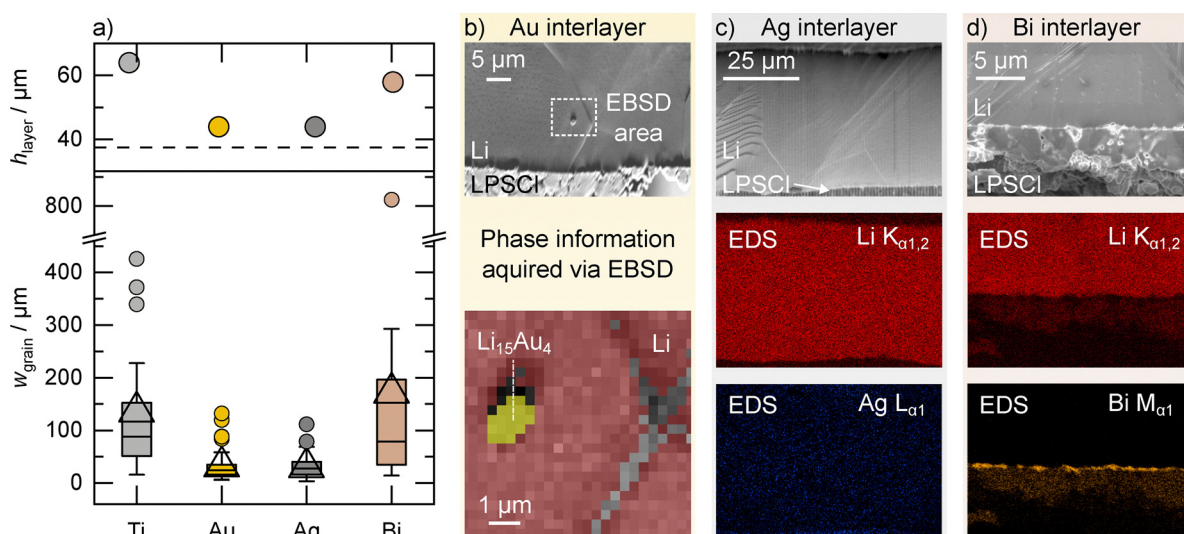 a)
h_layer / µm
60
40
w_grain / µm
800
400
300
200
100
0
Ti
Au
Ag
Bi
b)
Au interlayer
5 µm
EBSD
area
Li
LPSCl
Phase information
aquired via EBSD
Li₁₅Au₄
Li
1 µm
c)
Ag interlayer
25 µm
Li
LPSCl
EDS
Li Kα1,2
EDS
Ag Lα1
d)
Bi interlayer
5 µm
Li
LPSCl
EDS
Li Kα1,2
EDS
Bi Mα1